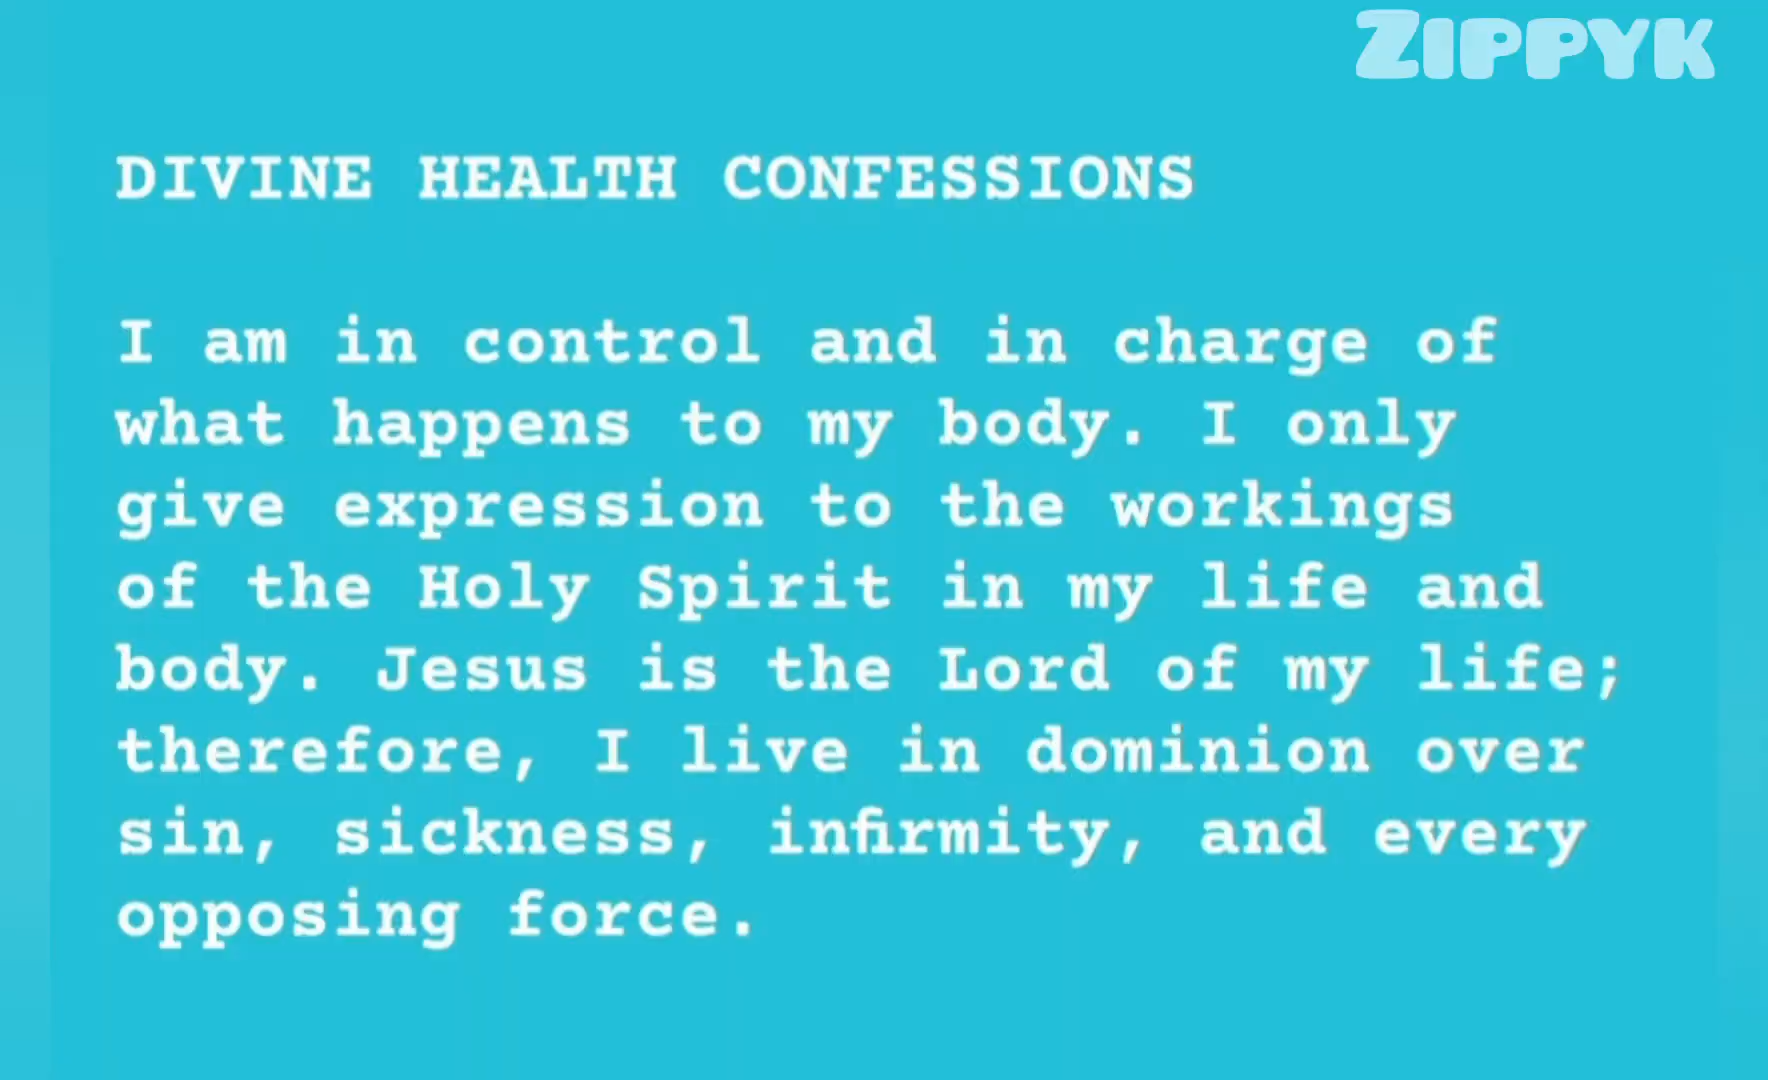 ZIPPYK
DIVINE HEALTH CONFESSIONS
I am in control and in charge of
what happens to my body. I only
give expression to the workings
of the Holy Spirit in my life and
body. Jesus is the Lord of my life;
therefore, I live in dominion over
sin, sickness, infirmity, and every
opposing force.